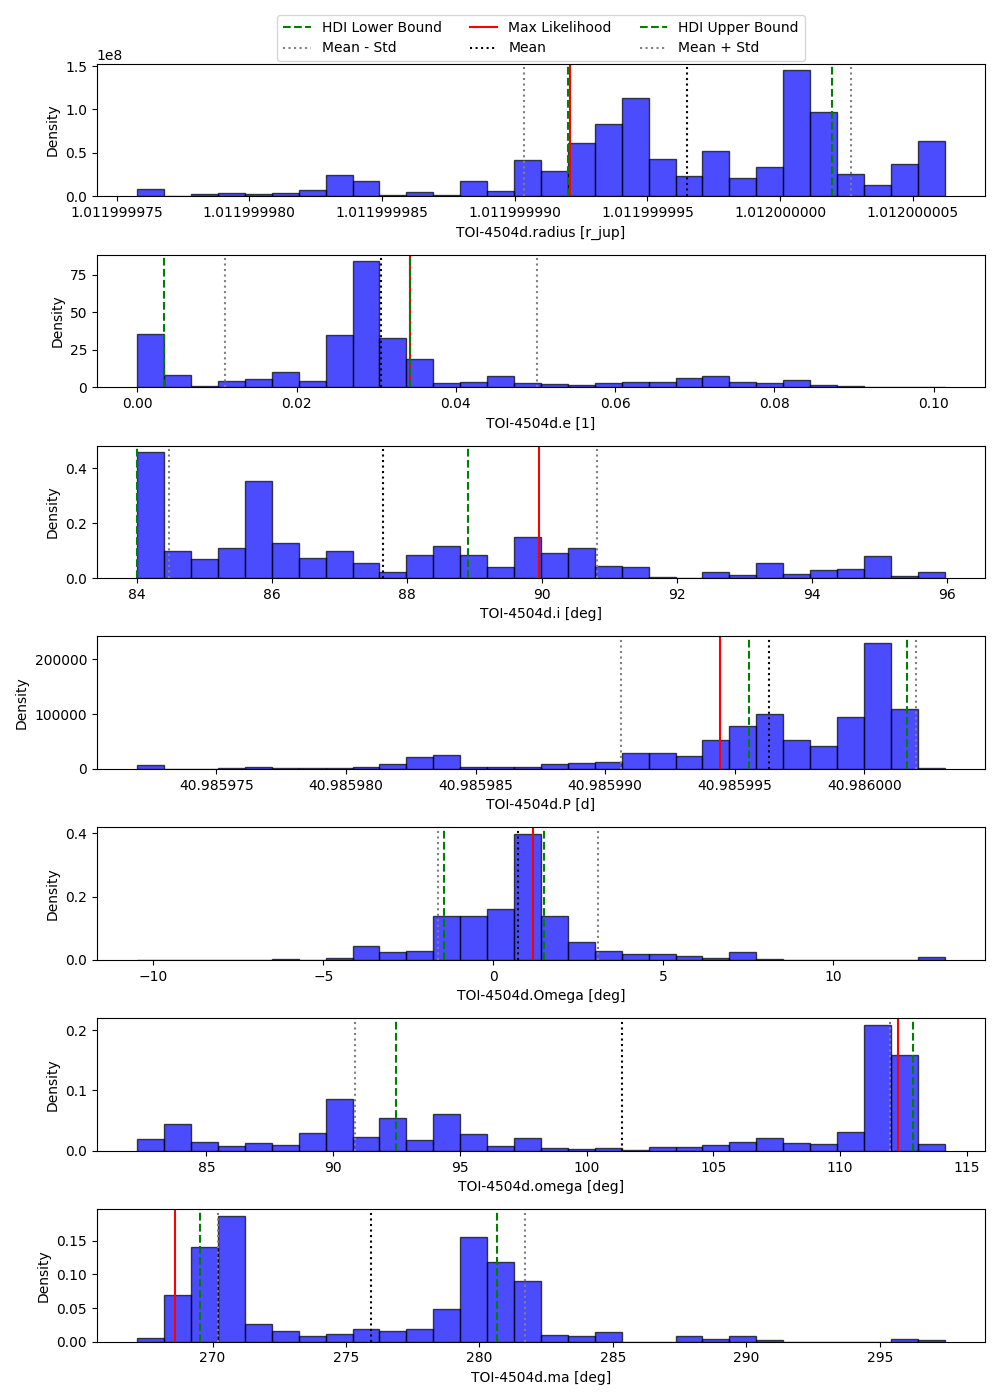 HDI Lower Bound Max Likelihood HDI Upper Bound
Mean - Std Mean Mean + Std
1e8
1.5
1.0
0.5
0.0
Density
1.011999975 1.011999980 1.011999985 1.011999990 1.011999995 1.012000000 1.012000005
TOI-4504d.radius [r_jup]
75
50
25
0
Density
0.00 0.02 0.04 0.06 0.08 0.10
TOI-4504d.e [1]
0.4
0.2
0.0
Density
84 86 88 90 92 94 96
TOI-4504d.i [deg]
200000
100000
0
Density
40.985975 40.985980 40.985985 40.985990 40.985995 40.986000
TOI-4504d.P [d]
0.4
0.2
0.0
Density
−10 −5 0 5 10
TOI-4504d.Omega [deg]
0.2
0.1
0.0
Density
85 90 95 100 105 110 115
TOI-4504d.omega [deg]
0.15
0.10
0.05
0.00
Density
270 275 280 285 290 295
TOI-4504d.ma [deg]